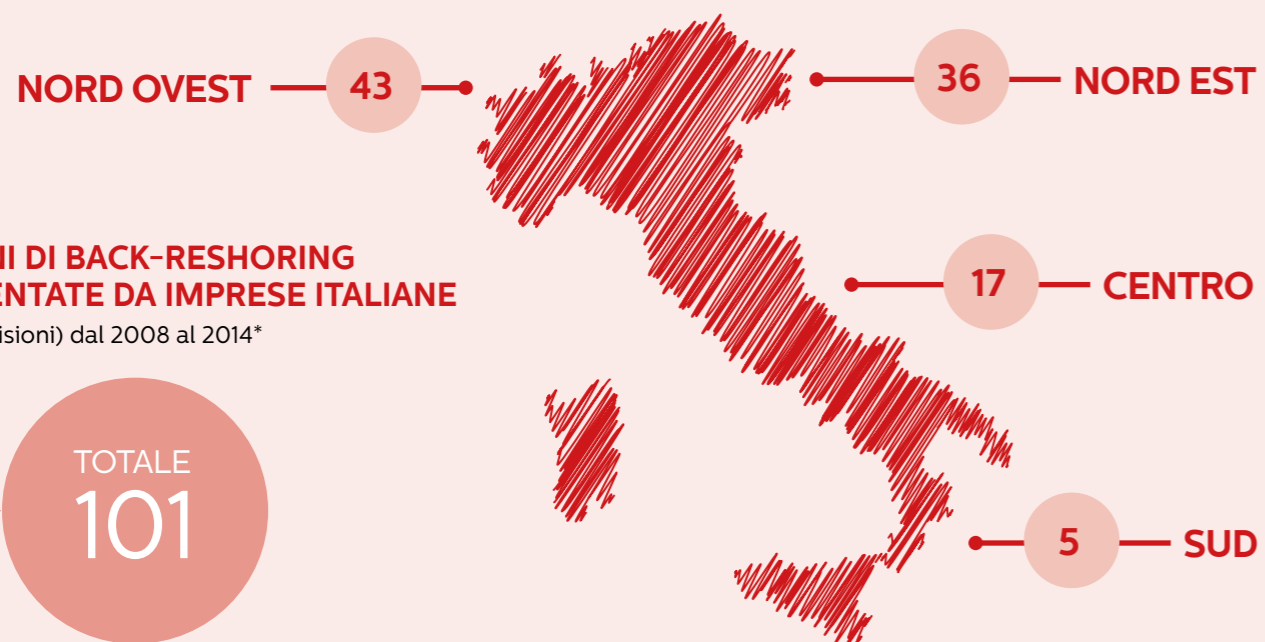 NORD OVEST
43
36
NORD EST
NI DI BACK-RESHORING
ENTATE DA IMPRESE ITALIANE
isioni) dal 2008 al 2014*
17
CENTRO
TOTALE
101
5
SUD